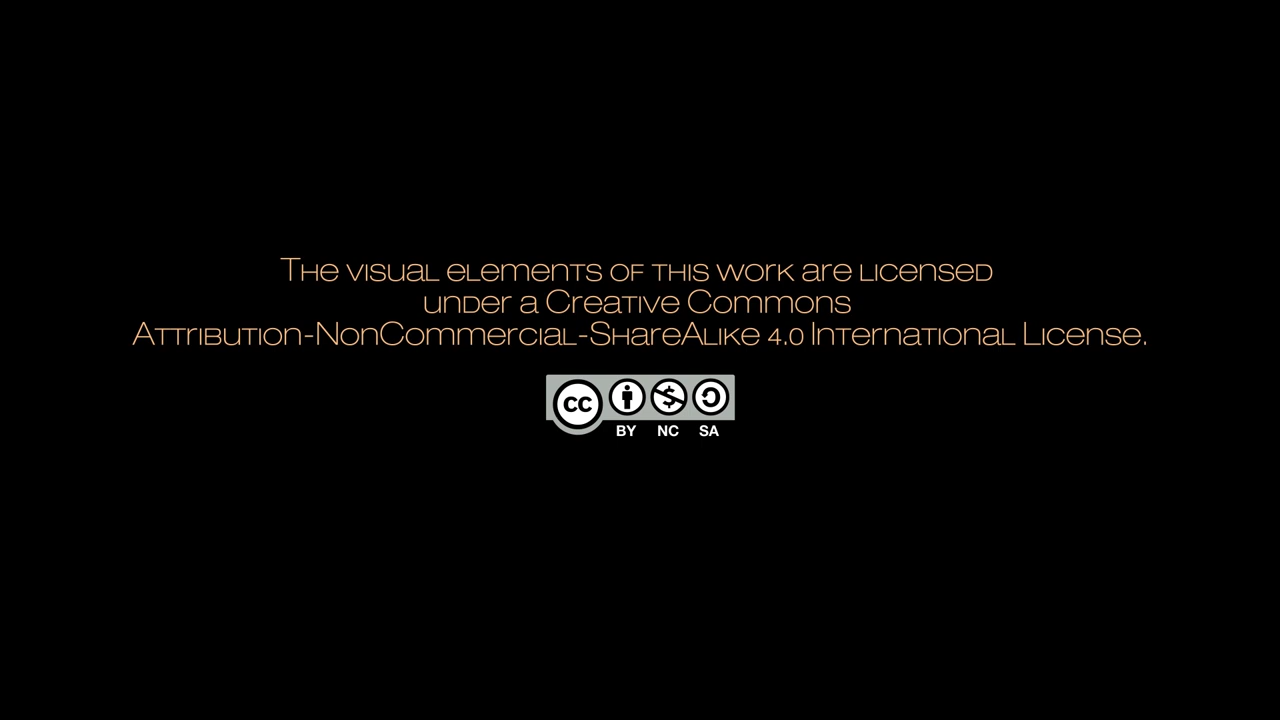 The visual elements of this work are licensed
under a Creative Commons
Attribution-NonCommercial-ShareAlike 4.0 International License.
cc
BY NC SA